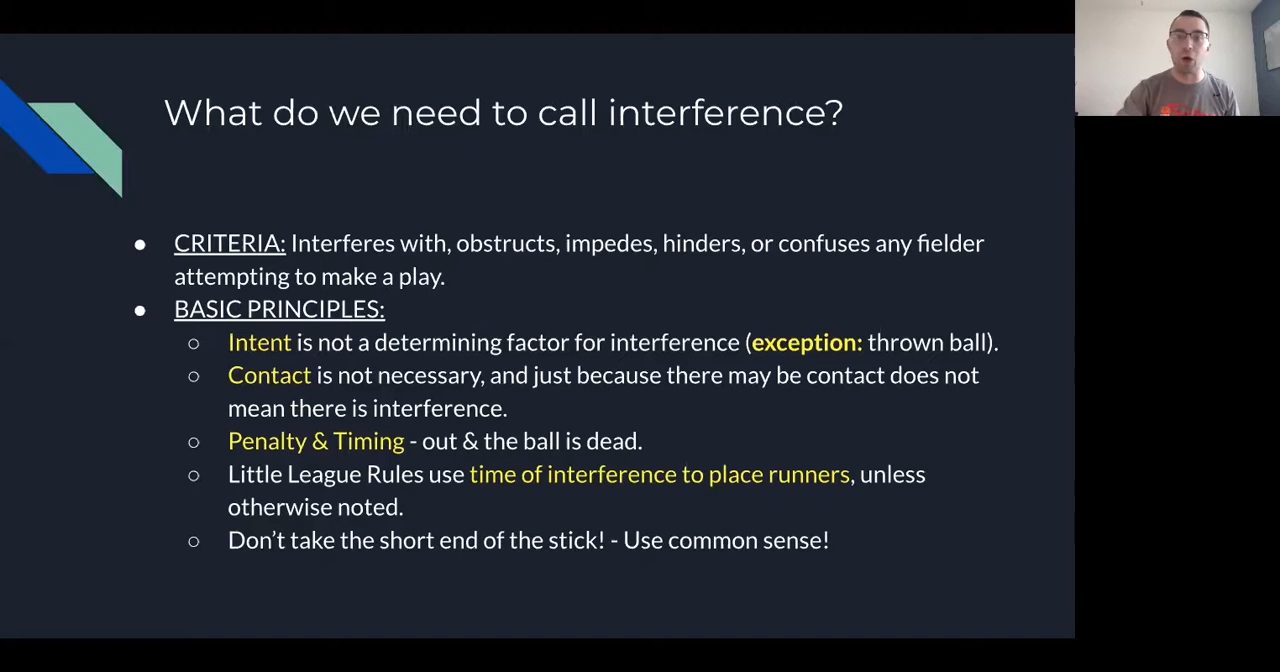 What do we need to call interference?
● CRITERIA: Interferes with, obstructs, impedes, hinders, or confuses any fielder
attempting to make a play.
● BASIC PRINCIPLES:
○ Intent is not a determining factor for interference (exception: thrown ball).
○ Contact is not necessary, and just because there may be contact does not
mean there is interference.
○ Penalty & Timing - out & the ball is dead.
○ Little League Rules use time of interference to place runners, unless
otherwise noted.
○ Don’t take the short end of the stick! - Use common sense!